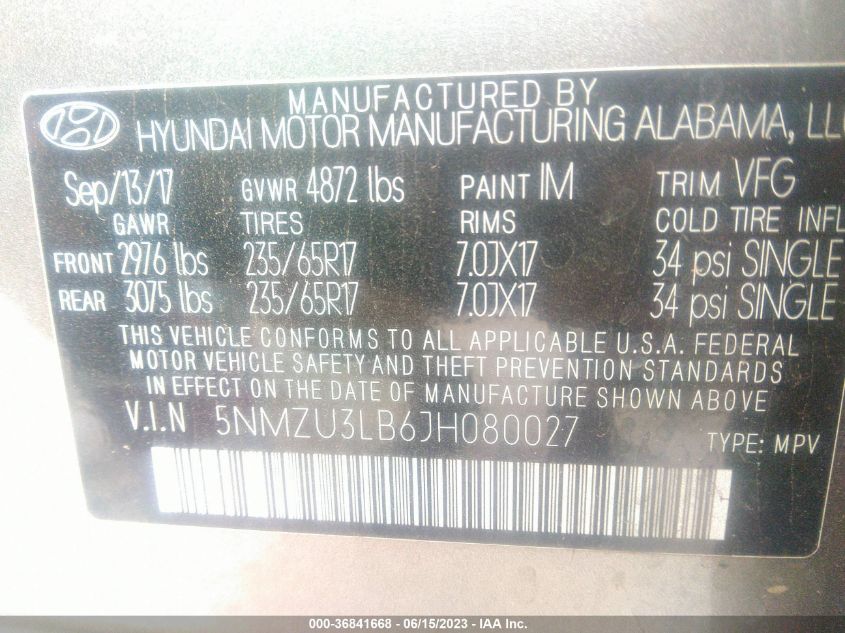 MANUFACTURED BY
HYUNDAI MOTOR MANUFACTURING ALABAMA, LLC
Sep/13/17 GVWR 4872 lbs PAINT IM TRIM VFG
GAWR TIRES RIMS COLD TIRE INFL
FRONT 2976 lbs 235/65R17 7.0JX17 34 psi SINGLE
REAR 3075 lbs 235/65R17 7.0JX17 34 psi SINGLE
THIS VEHICLE CONFORMS TO ALL APPLICABLE U.S.A. FEDERAL
MOTOR VEHICLE SAFETY AND THEFT PREVENTION STANDARDS
IN EFFECT ON THE DATE OF MANUFACTURE SHOWN ABOVE
V.I.N 5NMZU3LB6JH080027 TYPE: MPV
000-36841668 - 06/15/2023 - IAA Inc.